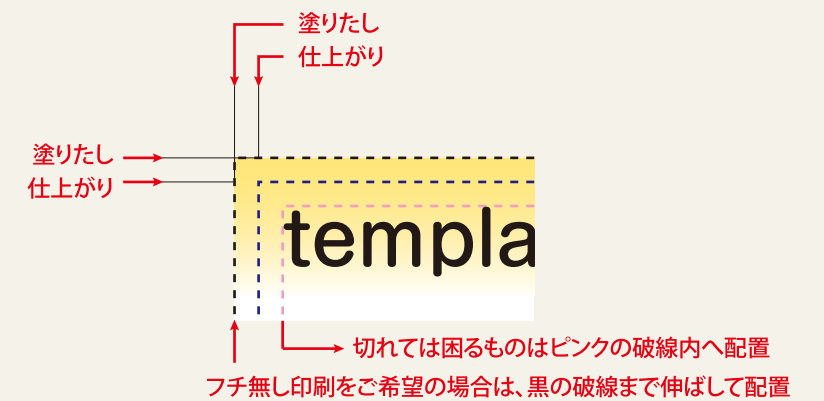 塗りたし
仕上がり
塗りたし
仕上がり
templa
切れては困るものはピンクの破線内へ配置
フチ無し印刷をご希望の場合は、黒の破線まで伸ばして配置